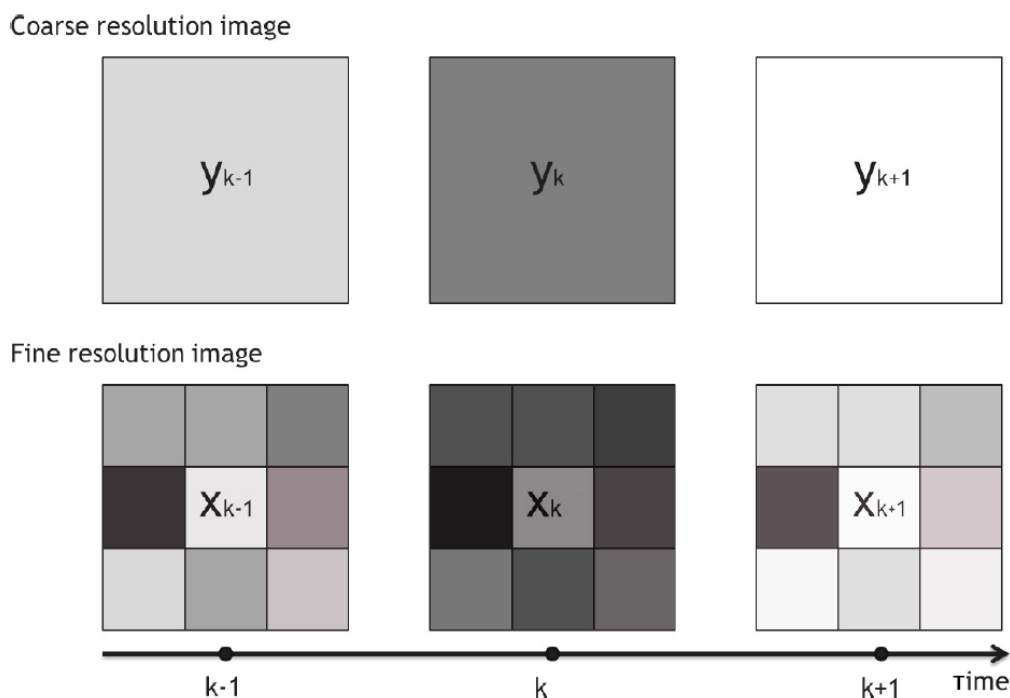 Coarse resolution image
yk-1 yk yk+1
Fine resolution image
xk-1 xk xk+1
k-1 k k+1 Time